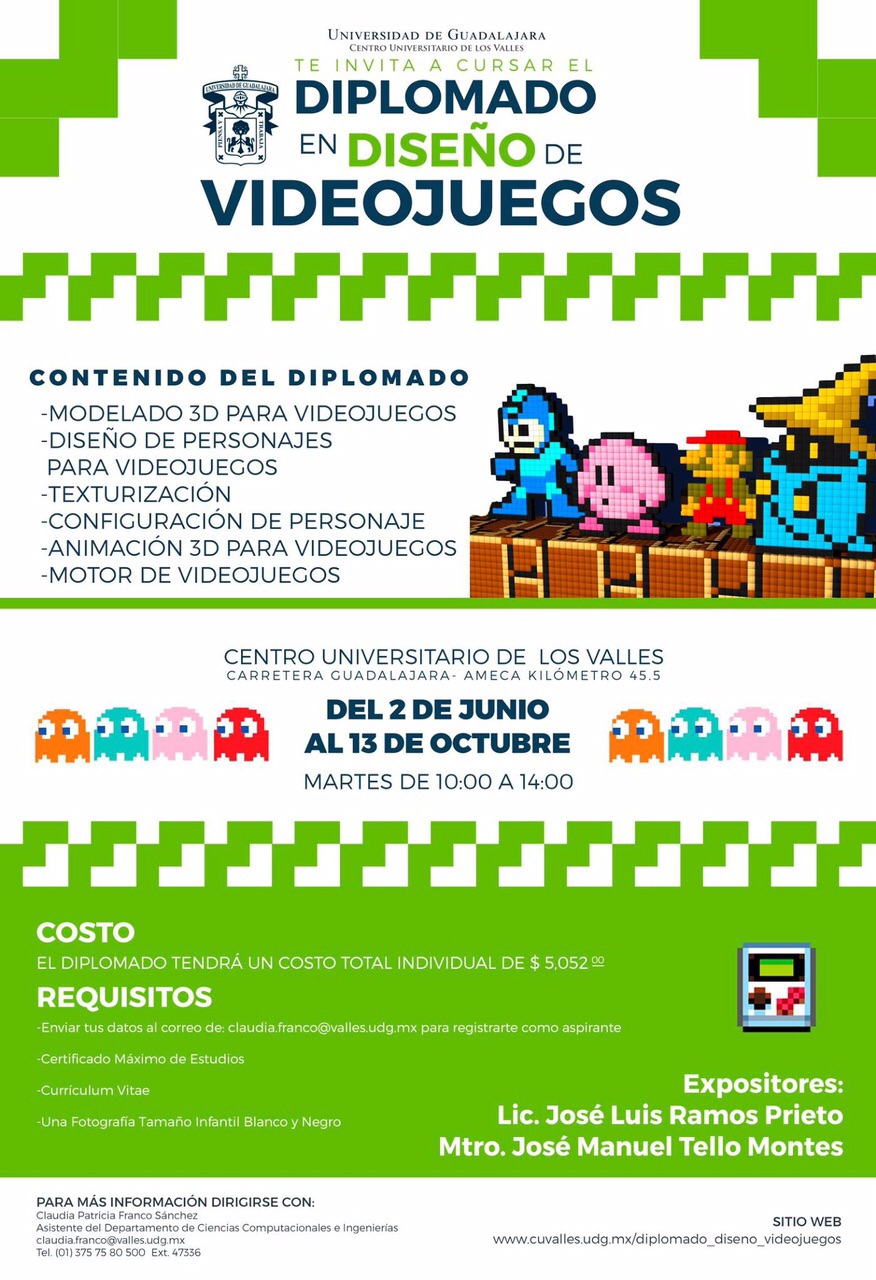 UNIVERSIDAD DE GUADALAJARA
CENTRO UNIVERSITARIO DE LOS VALLES
TE INVITA A CURSAR EL
UNIVERSIDAD DE GUADALAJARA
PIENSA Y
TRABAJA
DIPLOMADO
EN DISEÑO DE
VIDEOJUEGOS
CONTENIDO DEL DIPLOMADO
-MODELADO 3D PARA VIDEOJUEGOS
-DISEÑO DE PERSONAJES
PARA VIDEOJUEGOS
-TEXTURIZACIÓN
-CONFIGURACIÓN DE PERSONAJE
-ANIMACIÓN 3D PARA VIDEOJUEGOS
-MOTOR DE VIDEOJUEGOS
CENTRO UNIVERSITARIO DE LOS VALLES
CARRETERA GUADALAJARA- AMECA KILÓMETRO 45.5
DEL 2 DE JUNIO
AL 13 DE OCTUBRE
MARTES DE 10:00 A 14:00
COSTO
EL DIPLOMADO TENDRÁ UN COSTO TOTAL INDIVIDUAL DE $ 5,052 00
REQUISITOS
-Enviar tus datos al correo de: claudia.franco@valles.udg.mx para registrarte como aspirante
-Certificado Máximo de Estudios
-Currículum Vitae
-Una Fotografía Tamaño Infantil Blanco y Negro
Expositores:
Lic. José Luis Ramos Prieto
Mtro. José Manuel Tello Montes
PARA MÁS INFORMACIÓN DIRIGIRSE CON:
Claudia Patricia Franco Sánchez
Asistente del Departamento de Ciencias Computacionales e Ingenierías
claudia.franco@valles.udg.mx
Tel. (01) 375 75 80 500 Ext. 47336
SITIO WEB
www.cuvalles.udg.mx/diplomado_diseno_videojuegos